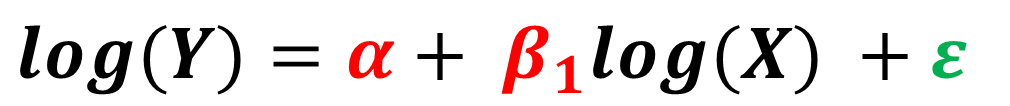 log(Y) = α + β₁log(X) + ε